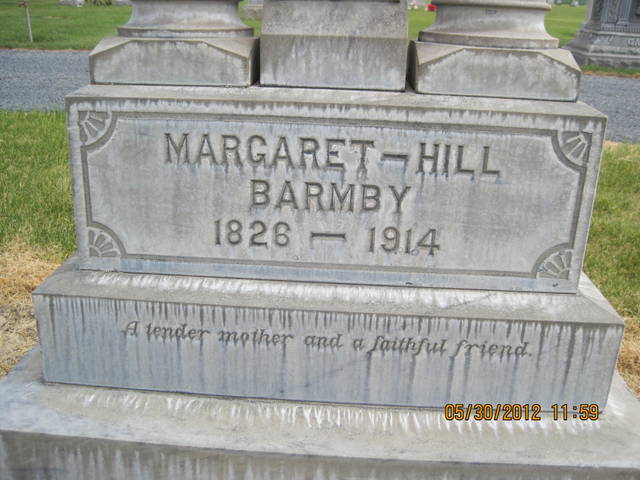 MARGARET-HILL
BARMBY
1826 - 1914
A tender mother and a faithful friend.
05/30/2012 11:59